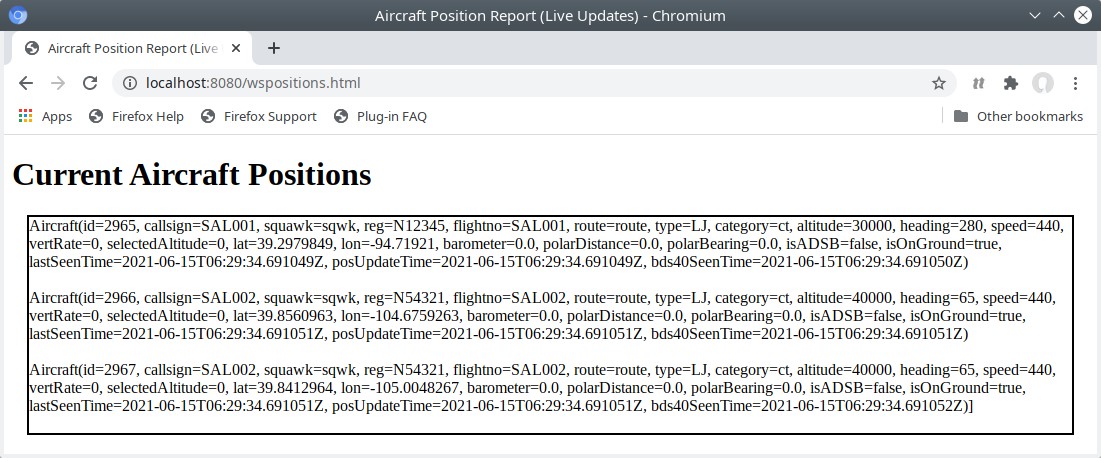 Aircraft Position Report (Live Updates) - Chromium
Aircraft Position Report (Live
localhost:8080/wspositions.html
Apps Firefox Help Firefox Support Plug-in FAQ Other bookmarks
Current Aircraft Positions
Aircraft(id=2965, callsign=SAL001, squawk=sqwk, reg=N12345, flightno=SAL001, route=route, type=LJ, category=ct, altitude=30000, heading=280, speed=440,
vertRate=0, selectedAltitude=0, lat=39.2979849, lon=-94.71921, barometer=0.0, polarDistance=0.0, polarBearing=0.0, isADSB=false, isOnGround=true,
lastSeenTime=2021-06-15T06:29:34.691049Z, posUpdateTime=2021-06-15T06:29:34.691049Z, bds40SeenTime=2021-06-15T06:29:34.691050Z)
Aircraft(id=2966, callsign=SAL002, squawk=sqwk, reg=N54321, flightno=SAL002, route=route, type=LJ, category=ct, altitude=40000, heading=65, speed=440,
vertRate=0, selectedAltitude=0, lat=39.8560963, lon=-104.6759263, barometer=0.0, polarDistance=0.0, polarBearing=0.0, isADSB=false, isOnGround=true,
lastSeenTime=2021-06-15T06:29:34.691051Z, posUpdateTime=2021-06-15T06:29:34.691051Z, bds40SeenTime=2021-06-15T06:29:34.691051Z)
Aircraft(id=2967, callsign=SAL002, squawk=sqwk, reg=N54321, flightno=SAL002, route=route, type=LJ, category=ct, altitude=40000, heading=65, speed=440,
vertRate=0, selectedAltitude=0, lat=39.8412964, lon=-105.0048267, barometer=0.0, polarDistance=0.0, polarBearing=0.0, isADSB=false, isOnGround=true,
lastSeenTime=2021-06-15T06:29:34.691051Z, posUpdateTime=2021-06-15T06:29:34.691051Z, bds40SeenTime=2021-06-15T06:29:34.691052Z)]